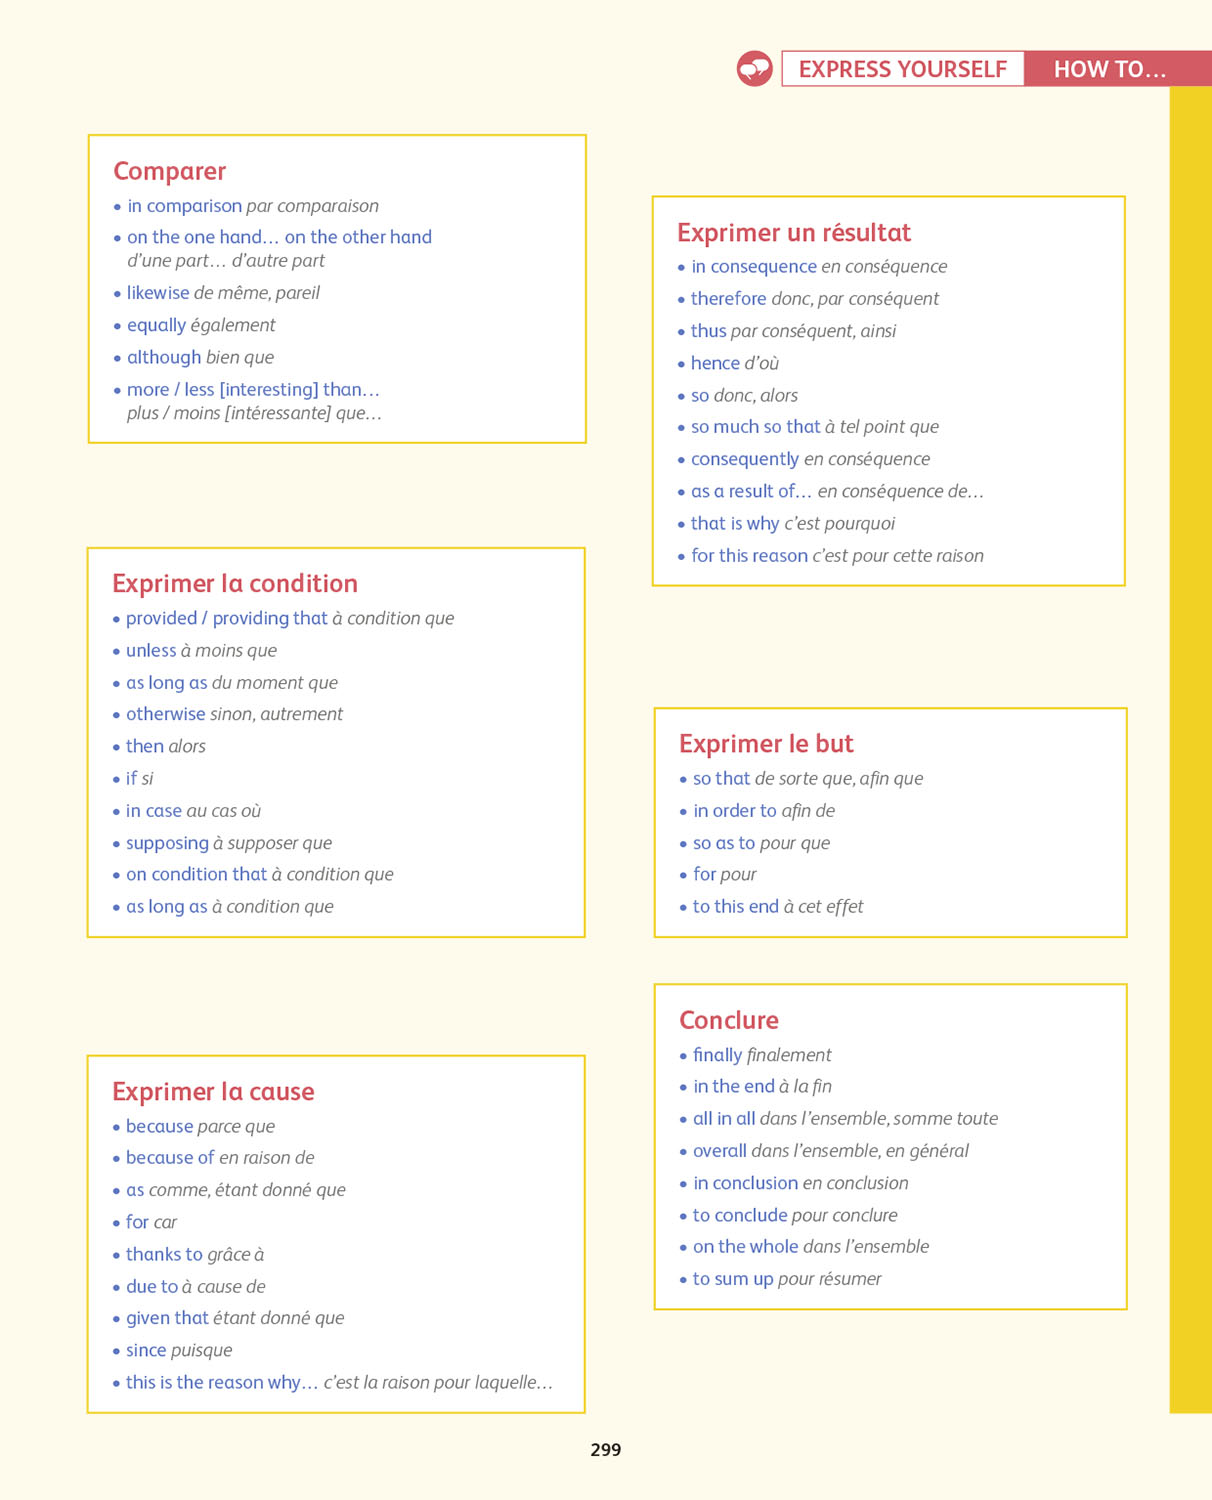 EXPRESS YOURSELF HOW TO…
Comparer
• in comparison par comparaison
• on the one hand… on the other hand
d’une part… d’autre part
• likewise de même, pareil
• equally également
• although bien que
• more / less [interesting] than…
plus / moins [intéressante] que…
Exprimer la condition
• provided / providing that à condition que
• unless à moins que
• as long as du moment que
• otherwise sinon, autrement
• then alors
• if si
• in case au cas où
• supposing à supposer que
• on condition that à condition que
• as long as à condition que
Exprimer la cause
• because parce que
• because of en raison de
• as comme, étant donné que
• for car
• thanks to grâce à
• due to à cause de
• given that étant donné que
• since puisque
• this is the reason why… c’est la raison pour laquelle…
Exprimer un résultat
• in consequence en conséquence
• therefore donc, par conséquent
• thus par conséquent, ainsi
• hence d’où
• so donc, alors
• so much so that à tel point que
• consequently en conséquence
• as a result of… en conséquence de…
• that is why c’est pourquoi
• for this reason c’est pour cette raison
Exprimer le but
• so that de sorte que, afin que
• in order to afin de
• so as to pour que
• for pour
• to this end à cet effet
Conclure
• finally finalement
• in the end à la fin
• all in all dans l’ensemble, somme toute
• overall dans l’ensemble, en général
• in conclusion en conclusion
• to conclude pour conclure
• on the whole dans l’ensemble
• to sum up pour résumer
299